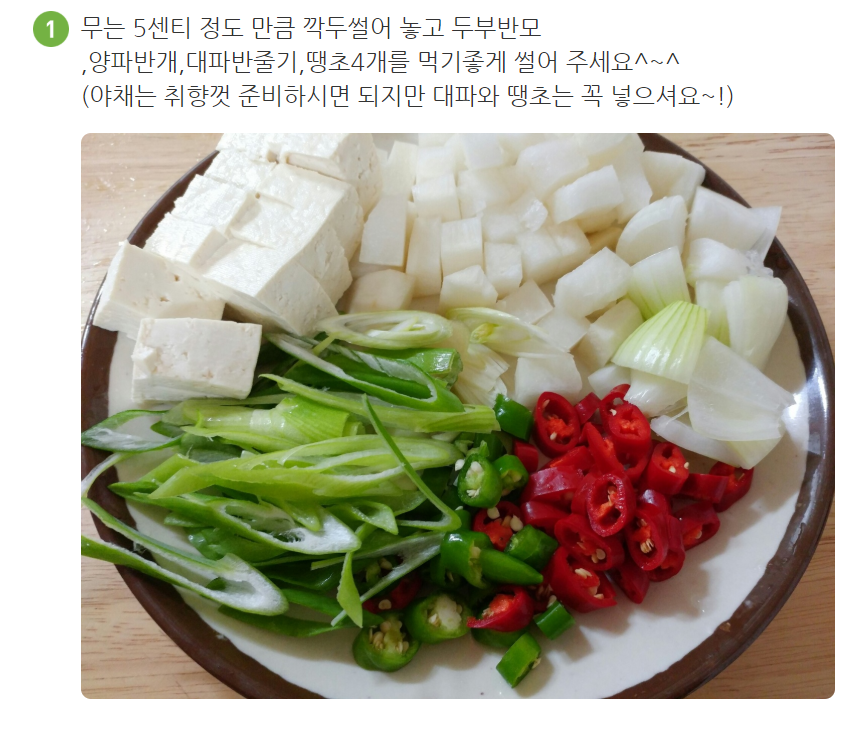 1 무는 5센티 정도 만큼 깍두썰어 놓고 두부반모
,양파반개,대파반줄기,땡초4개를 먹기좋게 썰어 주세요^~^
(야채는 취향껏 준비하시면 되지만 대파와 땡초는 꼭 넣으셔요~!)